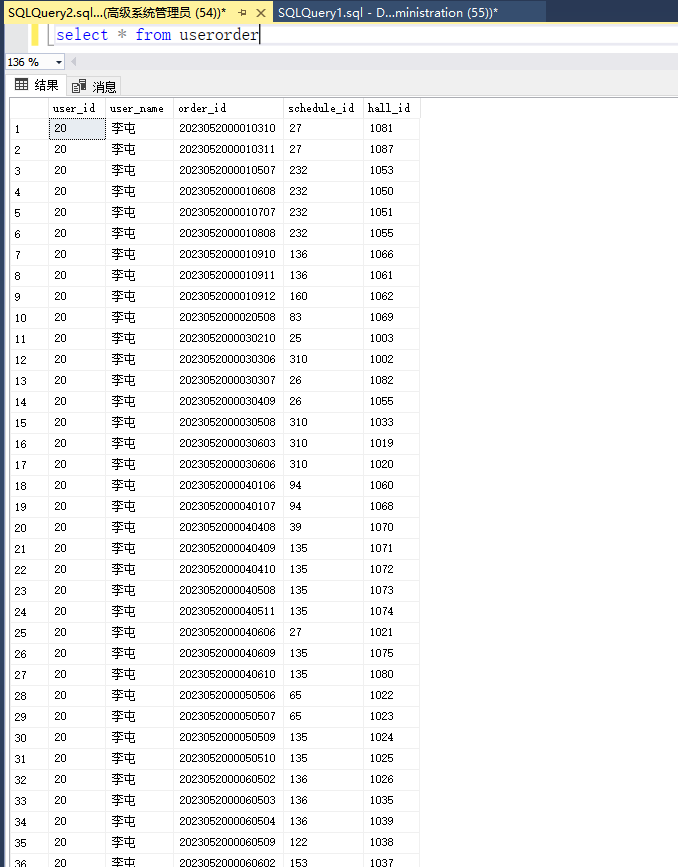 SQLQuery2.sql...(高级系统管理员 (54))* SQLQuery1.sql - D...ministration (55))*
select * from userorder
136 %
结果 消息
user_id user_name order_id schedule_id hall_id
1 20 李屯 2023052000010310 27 1081
2 20 李屯 2023052000010311 27 1087
3 20 李屯 2023052000010507 232 1053
4 20 李屯 2023052000010608 232 1050
5 20 李屯 2023052000010707 232 1051
6 20 李屯 2023052000010808 232 1055
7 20 李屯 2023052000010910 136 1066
8 20 李屯 2023052000010911 136 1061
9 20 李屯 2023052000010912 160 1062
10 20 李屯 2023052000020508 83 1069
11 20 李屯 2023052000030210 25 1003
12 20 李屯 2023052000030306 310 1002
13 20 李屯 2023052000030307 26 1082
14 20 李屯 2023052000030409 26 1055
15 20 李屯 2023052000030508 310 1033
16 20 李屯 2023052000030603 310 1019
17 20 李屯 2023052000030606 310 1020
18 20 李屯 2023052000040106 94 1060
19 20 李屯 2023052000040107 94 1068
20 20 李屯 2023052000040408 39 1070
21 20 李屯 2023052000040409 135 1071
22 20 李屯 2023052000040410 135 1072
23 20 李屯 2023052000040508 135 1073
24 20 李屯 2023052000040511 135 1074
25 20 李屯 2023052000040606 27 1021
26 20 李屯 2023052000040609 135 1075
27 20 李屯 2023052000040610 135 1080
28 20 李屯 2023052000050506 65 1022
29 20 李屯 2023052000050507 65 1023
30 20 李屯 2023052000050509 135 1024
31 20 李屯 2023052000050510 135 1025
32 20 李屯 2023052000060502 136 1026
33 20 李屯 2023052000060503 136 1035
34 20 李屯 2023052000060504 136 1039
35 20 李屯 2023052000060509 122 1038
36 20 李屯 2023052000060602 153 1037